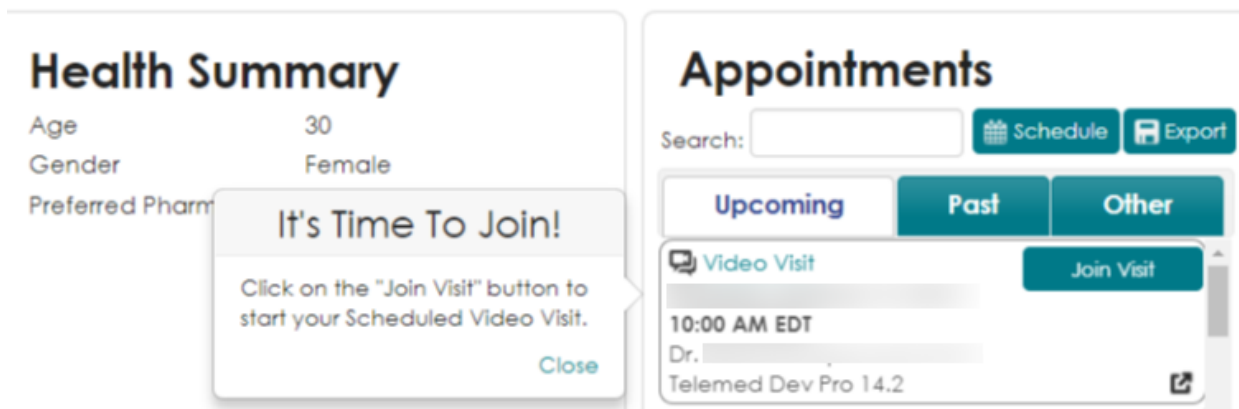 Health Summary
Age 30
Gender Female
Preferred Pharm
It's Time To Join!
Click on the "Join Visit" button to
start your Scheduled Video Visit.
Close
Appointments
Search: Schedule Export
Upcoming Past Other
Video Visit Join Visit
10:00 AM EDT
Dr.
Telemed Dev Pro 14.2